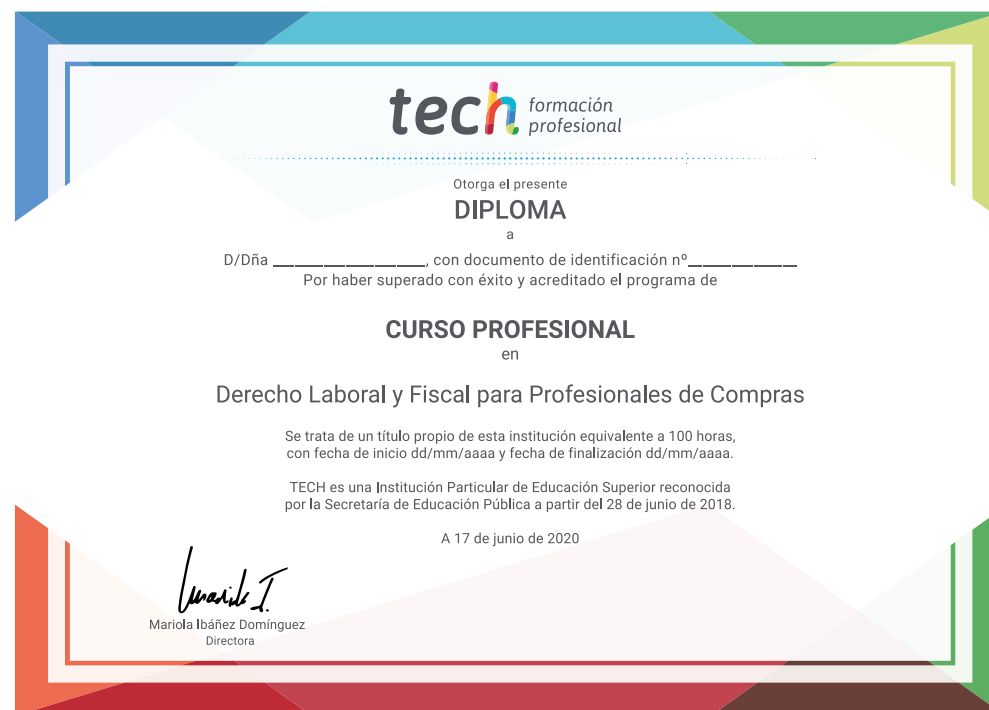 tech formación
profesional
Otorga el presente
DIPLOMA
a
D/Dña ____________, con documento de identificación nº__________
Por haber superado con éxito y acreditado el programa de
CURSO PROFESIONAL
en
Derecho Laboral y Fiscal para Profesionales de Compras
Se trata de un título propio de esta institución equivalente a 100 horas,
con fecha de inicio dd/mm/aaaa y fecha de finalización dd/mm/aaaa.
TECH es una Institución Particular de Educación Superior reconocida
por la Secretaría de Educación Pública a partir del 28 de junio de 2018.
A 17 de junio de 2020
Mariola Ibáñez Domínguez
Directora